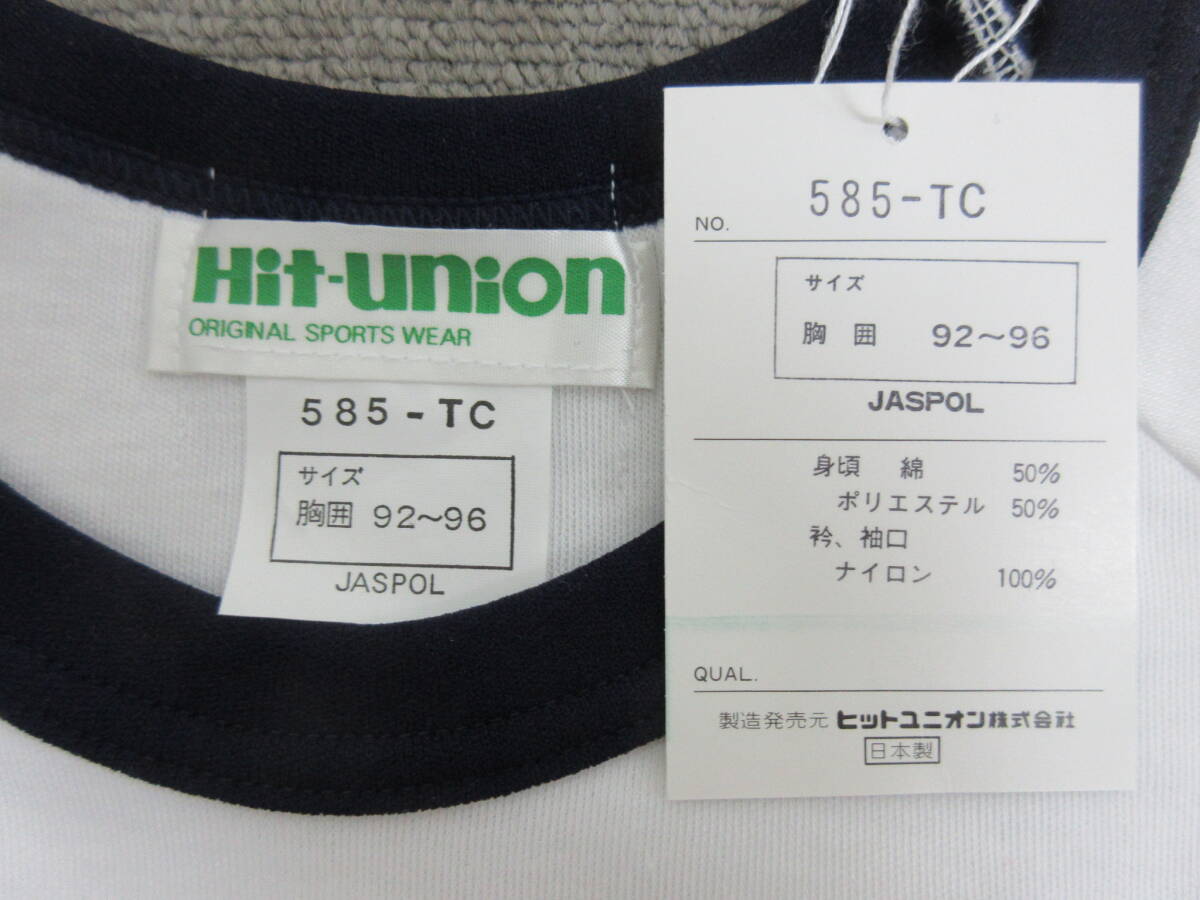 Hit-union
ORIGINAL SPORTS WEAR
585-TC
サイズ
胸囲 92～96
JASPOL
NO. 585-TC
サイズ
胸囲 92～96
JASPOL
身頃 綿 50%
ポリエステル 50%
衿、袖口
ナイロン 100%
QUAL.
製造発売元 ヒットユニオン株式会社
日本製